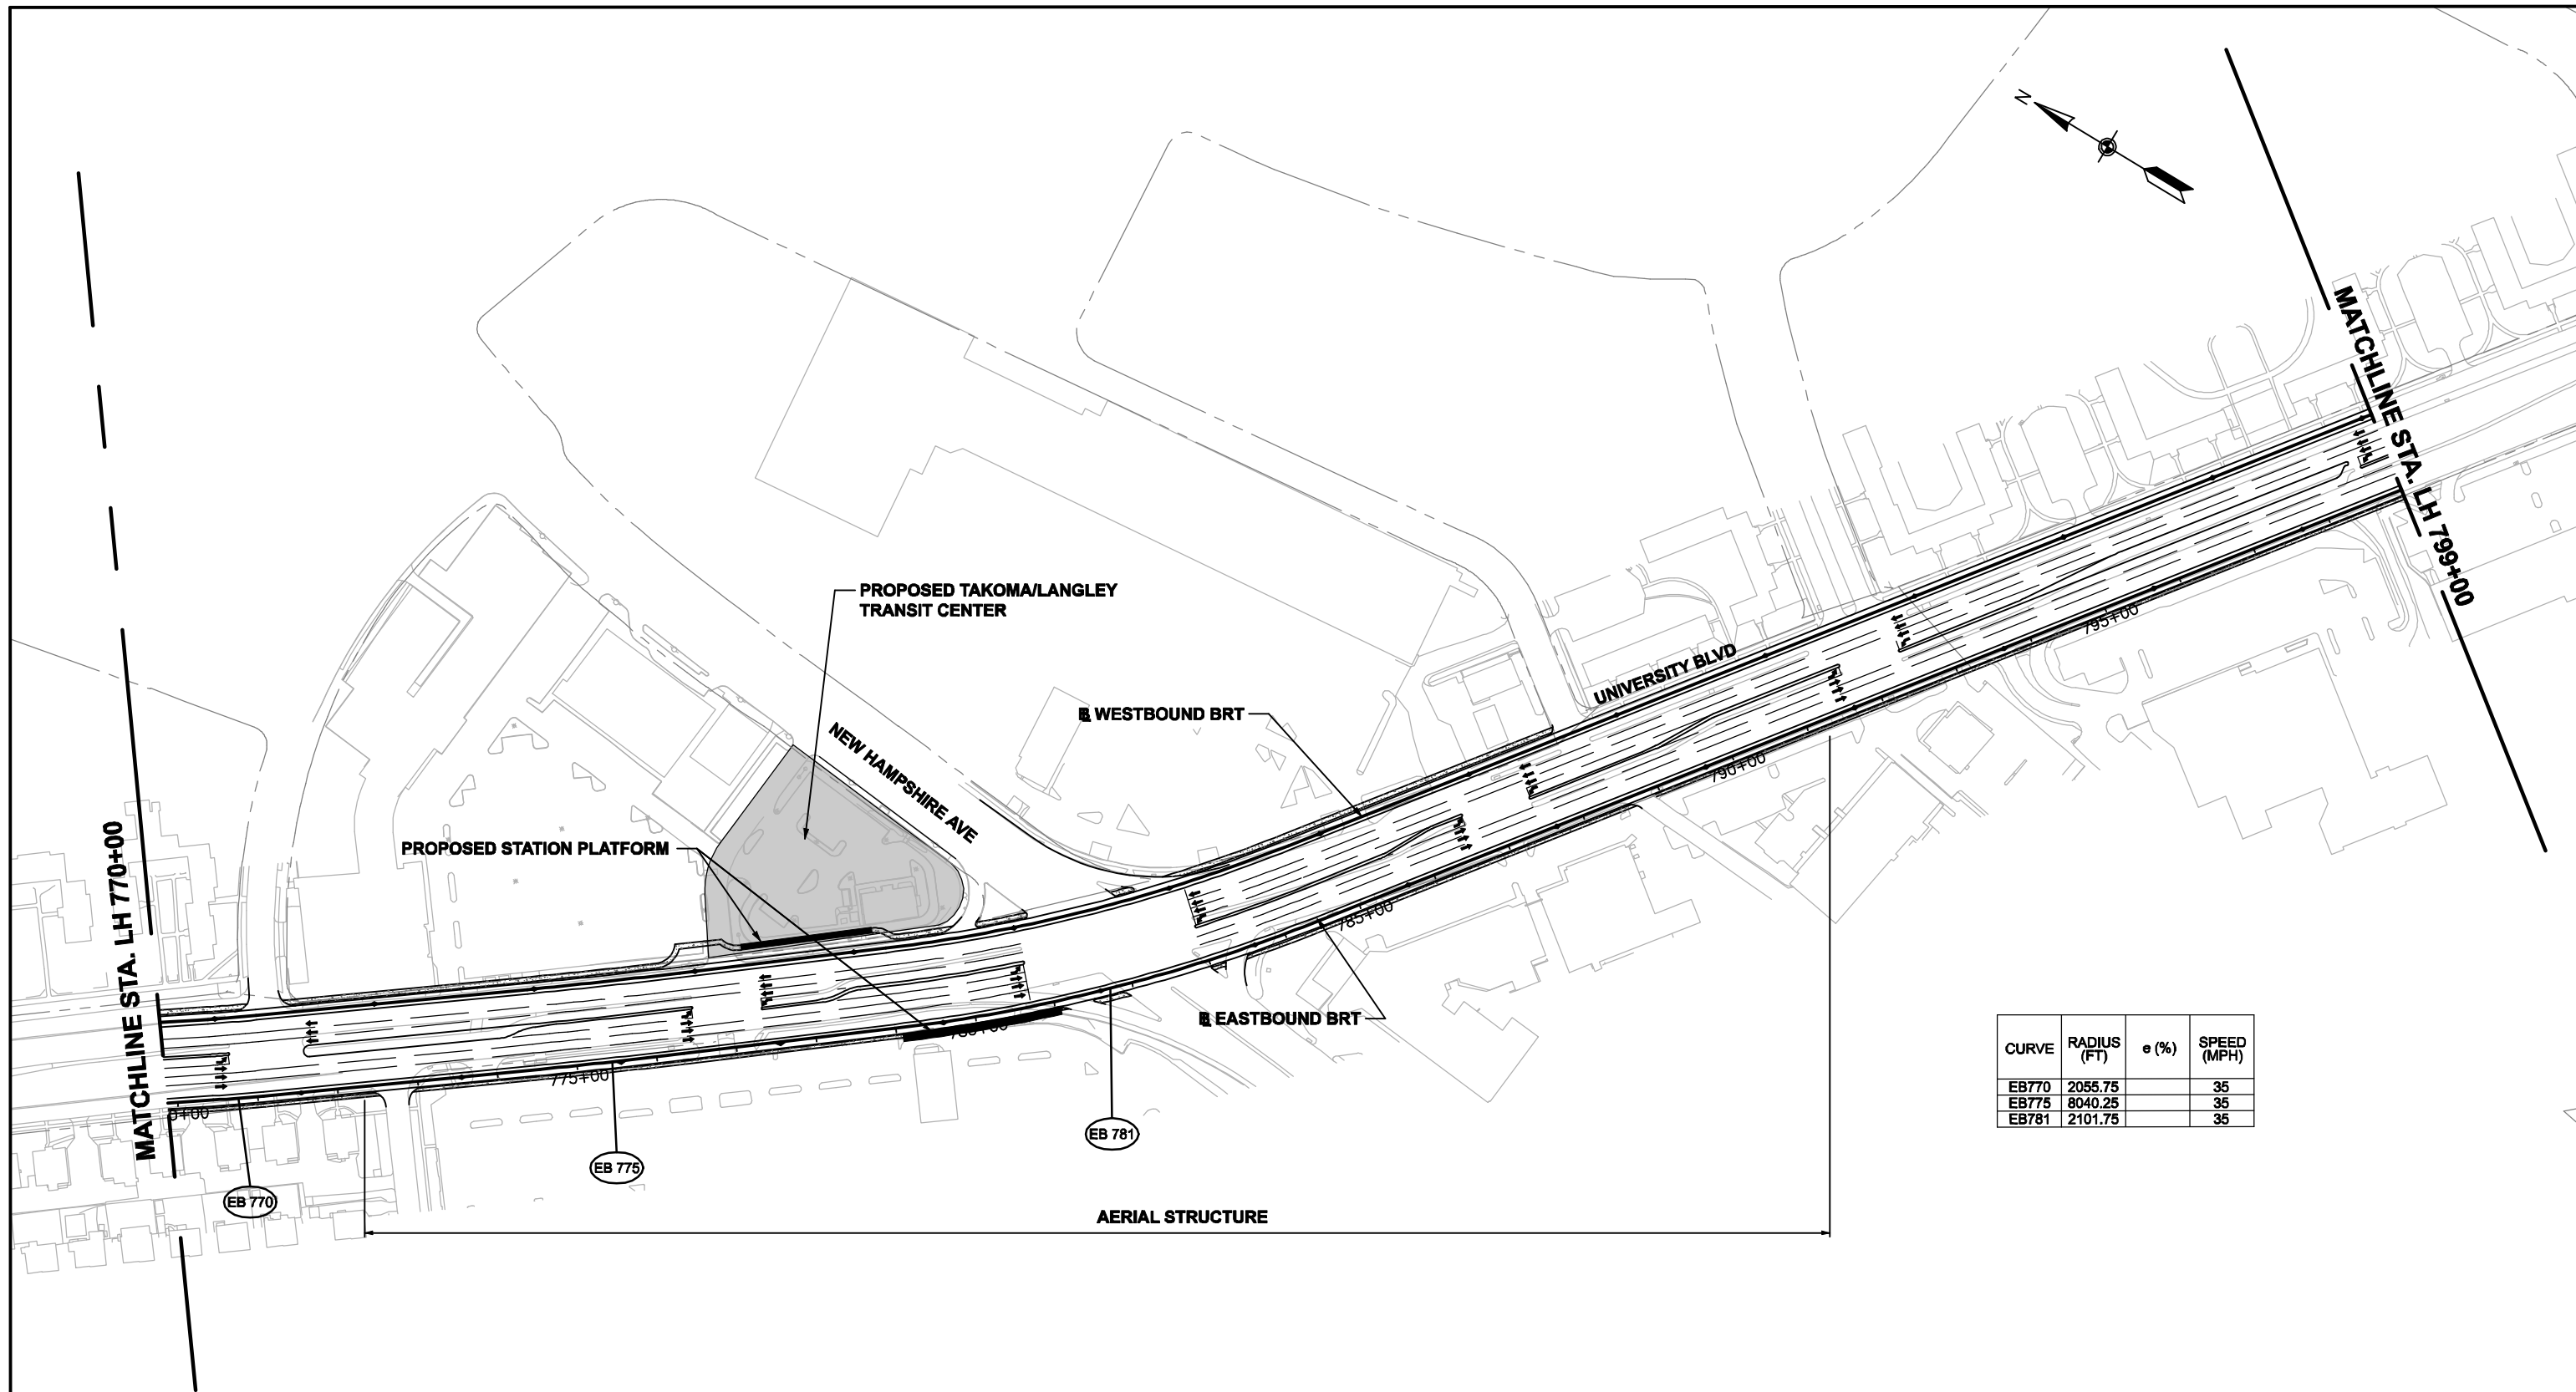 N
MATCHLINE STA. LH 799+00
PROPOSED TAKOMA/LANGLEY
TRANSIT CENTER
UNIVERSITY BLVD
795+00
WESTBOUND BRT
NEW HAMPSHIRE AVE
790+00
PROPOSED STATION PLATFORM
MATCHLINE STA. LH 770+00
785+00
EASTBOUND BRT
775+00
EB 781
EB 775
EB 770
AERIAL STRUCTURE
CURVE RADIUS (FT) e (%) SPEED (MPH)
EB770 2055.75 35
EB775 8040.25 35
EB781 2101.75 35